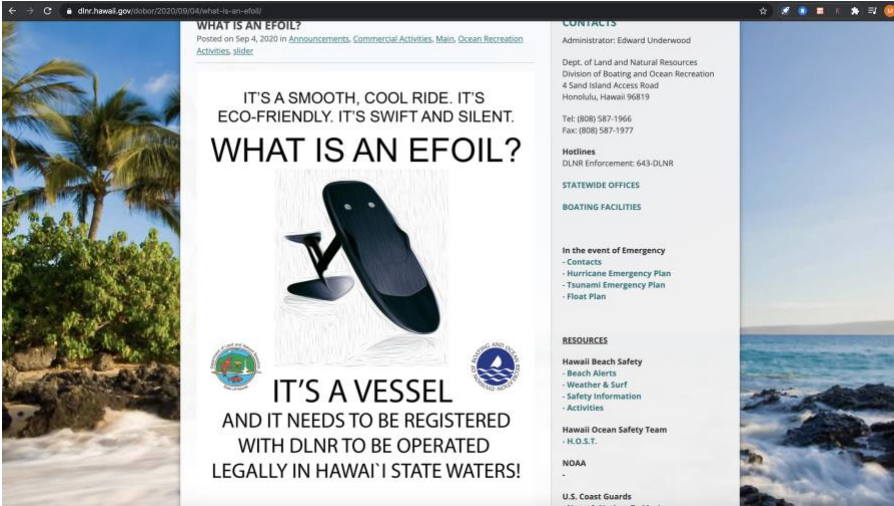 dlnr.hawaii.gov/dobor/2020/09/04/what-is-an-efoil/
WHAT IS AN EFOIL?
Posted on Sep 4, 2020 in Announcements, Commercial Activities, Main, Ocean Recreation
Activities, slider
IT'S A SMOOTH, COOL RIDE. IT'S
ECO-FRIENDLY. IT'S SWIFT AND SILENT.
WHAT IS AN EFOIL?
BOATING AND OCEAN
IT'S A VESSEL
AND IT NEEDS TO BE REGISTERED
WITH DLNR TO BE OPERATED
LEGALLY IN HAWAI`I STATE WATERS!
CONTACTS
Administrator: Edward Underwood
Dept. of Land and Natural Resources
Division of Boating and Ocean Recreation
4 Sand Island Access Road
Honolulu, Hawaii 96819
Tel: (808) 587-1966
Fax: (808) 587-1977
Hotlines
DLNR Enforcement: 643-DLNR
STATEWIDE OFFICES
BOATING FACILITIES
In the event of Emergency
- Contacts
- Hurricane Emergency Plan
- Tsunami Emergency Plan
- Float Plan
RESOURCES
Hawaii Beach Safety
- Beach Alerts
- Weather & Surf
- Safety Information
- Activities
Hawaii Ocean Safety Team
- H.O.S.T.
NOAA
-
U.S. Coast Guards